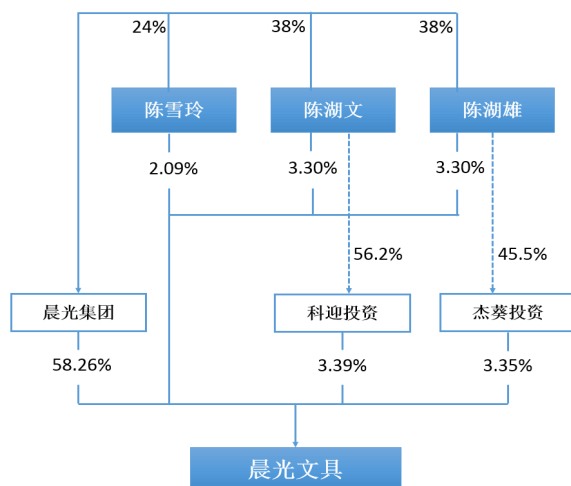 24% 38% 38%
陈雪玲 陈湖文 陈湖雄
2.09% 3.30% 3.30%
56.2% 45.5%
晨光集团 科迎投资 杰葵投资
58.26% 3.39% 3.35%
晨光文具